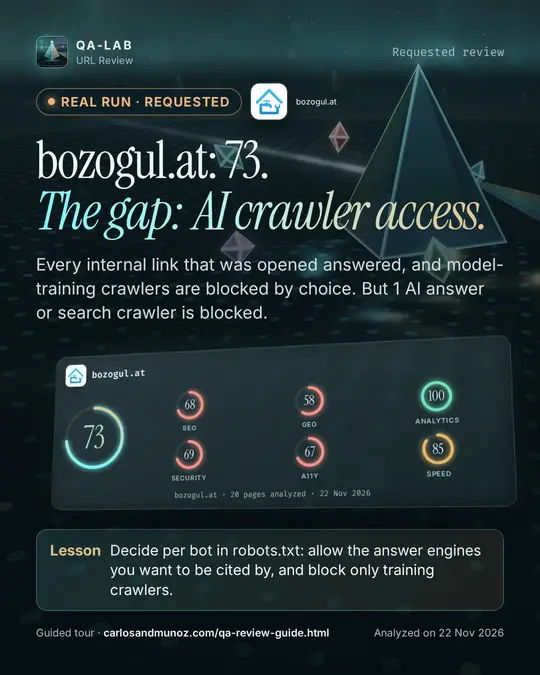 QA-LAB
URL Review
Requested review
REAL RUN · REQUESTED
bozogul.at
bozogul.at: 73.
The gap: AI crawler access.
Every internal link that was opened answered, and model-
training crawlers are blocked by choice. But 1 AI answer
or search crawler is blocked.
bozogul.at
73
68
SEO
58
GEO
100
ANALYTICS
69
SECURITY
67
A11Y
85
SPEED
bozogul.at · 20 pages analyzed · 22 Nov 2026
Lesson Decide per bot in robots.txt: allow the answer engines
you want to be cited by, and block only training
crawlers.
Guided tour · carlosandmunoz.com/qa-review-guide.html
Analyzed on 22 Nov 2026